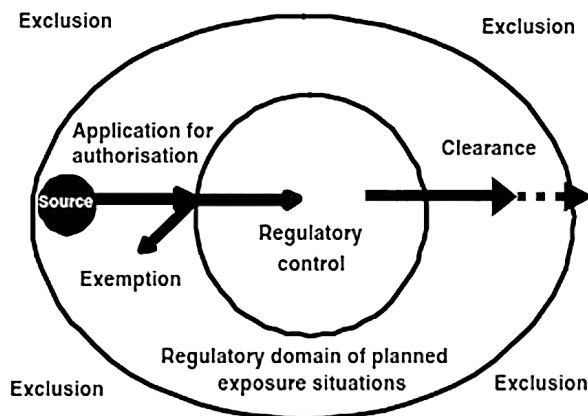 Exclusion
Exclusion
Application for
authorisation
Clearance
Source
Regulatory
control
Exemption
Regulatory domain of planned
exposure situations
Exclusion
Exclusion